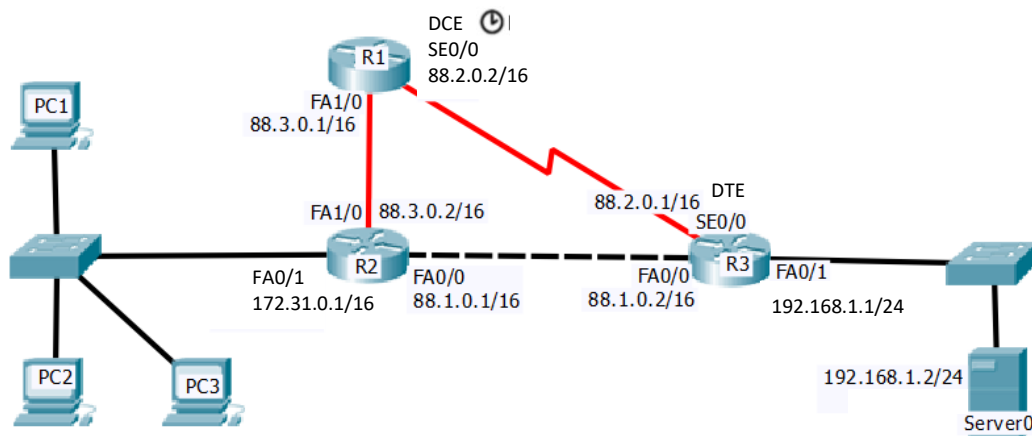 DCE
SE0/0
88.2.0.2/16
R1
FA1/0
88.3.0.1/16
PC1
FA1/0
88.3.0.2/16
88.2.0.1/16
DTE
SE0/0
R2
R3
FA0/1
172.31.0.1/16
FA0/0
88.1.0.1/16
FA0/0
88.1.0.2/16
FA0/1
192.168.1.1/24
PC2
PC3
192.168.1.2/24
Server0